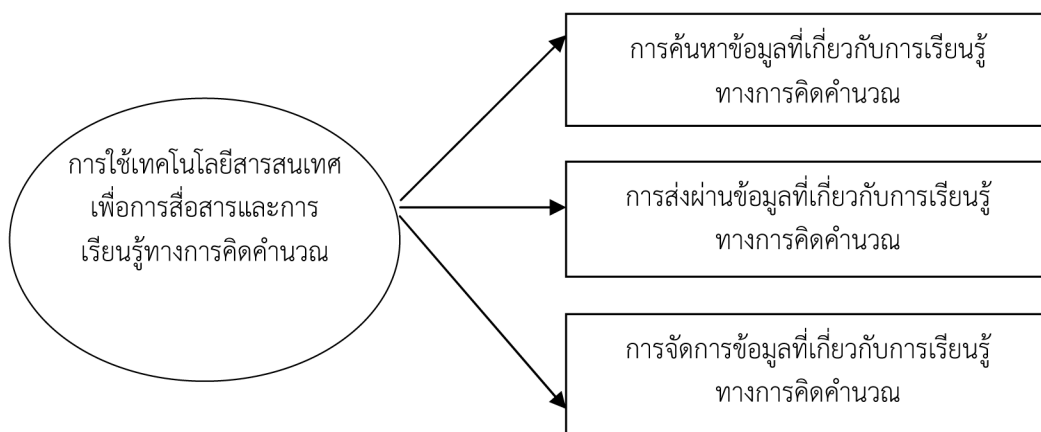 การใช้เทคโนโลยีสารสนเทศ
เพื่อการสื่อสารและการ
เรียนรู้ทางการคิดคำนวณ
การค้นหาข้อมูลที่เกี่ยวกับการเรียนรู้
ทางการคิดคำนวณ
การส่งผ่านข้อมูลที่เกี่ยวกับการเรียนรู้
ทางการคิดคำนวณ
การจัดการข้อมูลที่เกี่ยวกับการเรียนรู้
ทางการคิดคำนวณ